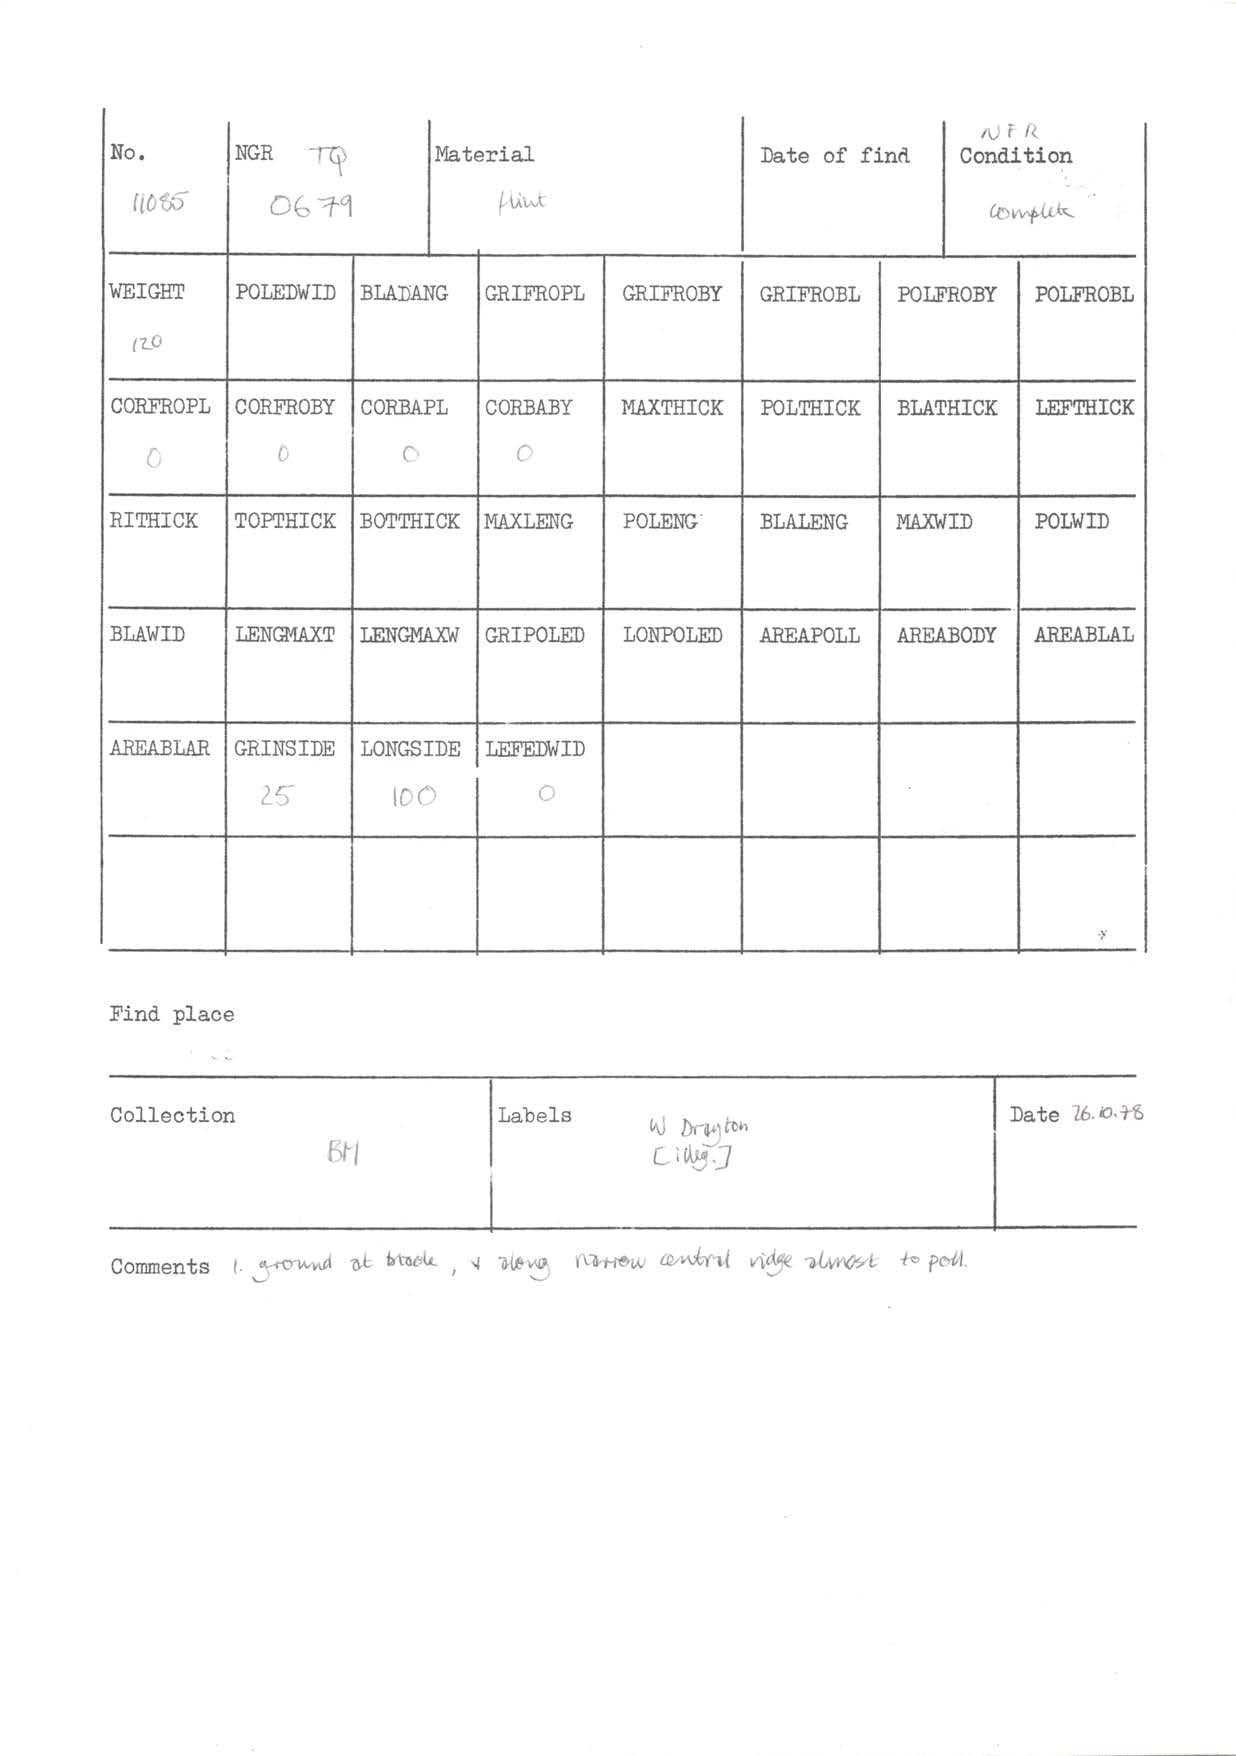 NFR
No. NGR TQ Material Date of find Condition
11085 0679 flint complete
WEIGHT POLEDWID BLADANG GRIFROPL GRIFROBY GRIFROBL POLFROBY POLFROBL
120
CORFROPL CORFROBY CORBAPL CORBABY MAXTHICK POLTHICK BLATHICK LEFTHICK
0 0 0 0
RITHICK TOPTHICK BOTTHICK MAXLENG POLENG BLALENG MAXWID POLWID
BLAWID LENGMAXT LENGMAXW GRIPOLED LONPOLED AREAPOLL AREABODY AREABLAL
AREABLAR GRINSIDE LONGSIDE LEFEDWID
25 100 0
Find place
Collection Labels Date 26.10.78
BM W Drayton
[illeg.]
Comments 1. ground at blade, & along narrow central ridge almost to poll.